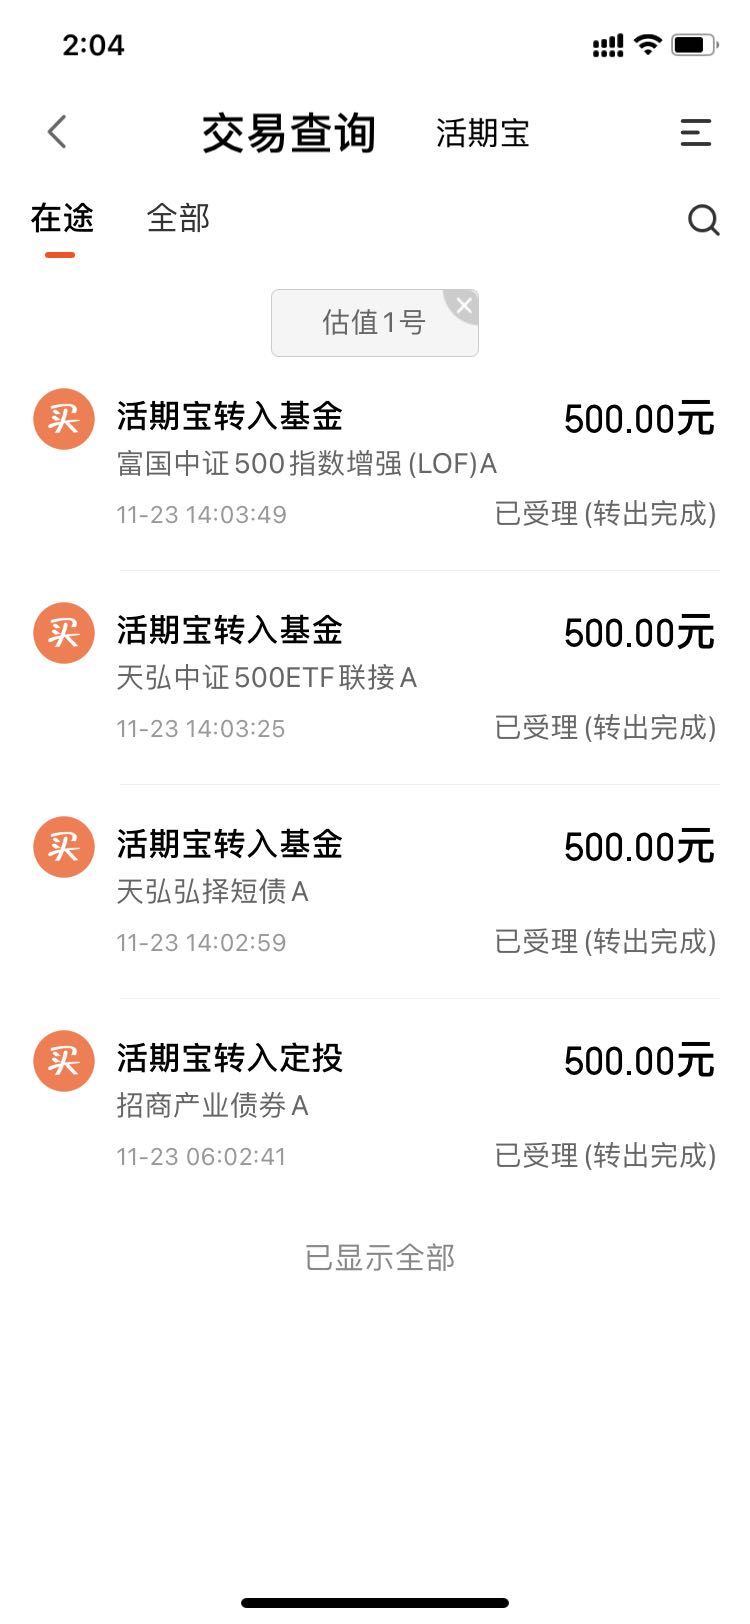 2:04
交易查询 活期宝
在途 全部
估值1号
买 活期宝转入基金 500.00元
富国中证500指数增强(LOF)A
11-23 14:03:49 已受理(转出完成)
买 活期宝转入基金 500.00元
天弘中证500ETF联接A
11-23 14:03:25 已受理(转出完成)
买 活期宝转入基金 500.00元
天弘弘择短债A
11-23 14:02:59 已受理(转出完成)
买 活期宝转入定投 500.00元
招商产业债券A
11-23 06:02:41 已受理(转出完成)
已显示全部